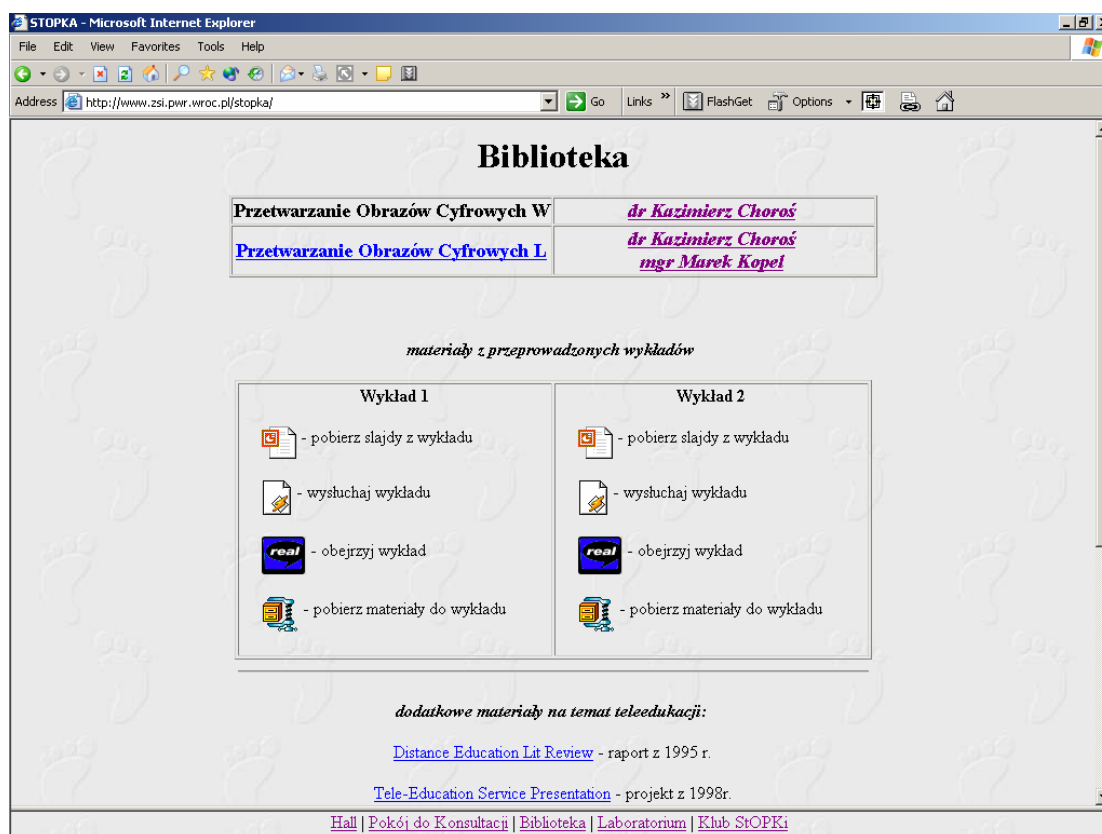 STOPKA - Microsoft Internet Explorer
File Edit View Favorites Tools Help
Address http://www.zsi.pwr.wroc.pl/stopka/ Go Links » FlashGet Options
Biblioteka
Przetwarzanie Obrazów Cyfrowych W dr Kazimierz Choroś
Przetwarzanie Obrazów Cyfrowych L dr Kazimierz Choroś
mgr Marek Kopel
materiały z przeprowadzonych wykładów
Wykład 1 Wykład 2
- pobierz slajdy z wykładu - pobierz slajdy z wykładu
- wysłuchaj wykładu - wysłuchaj wykładu
real - obejrzyj wykład real - obejrzyj wykład
- pobierz materiały do wykładu - pobierz materiały do wykładu
dodatkowe materiały na temat teleedukacji:
Distance Education Lit Review - raport z 1995 r.
Tele-Education Service Presentation - projekt z 1998r.
Hall | Pokój do Konsultacji | Biblioteka | Laboratorium | Klub StOPKi